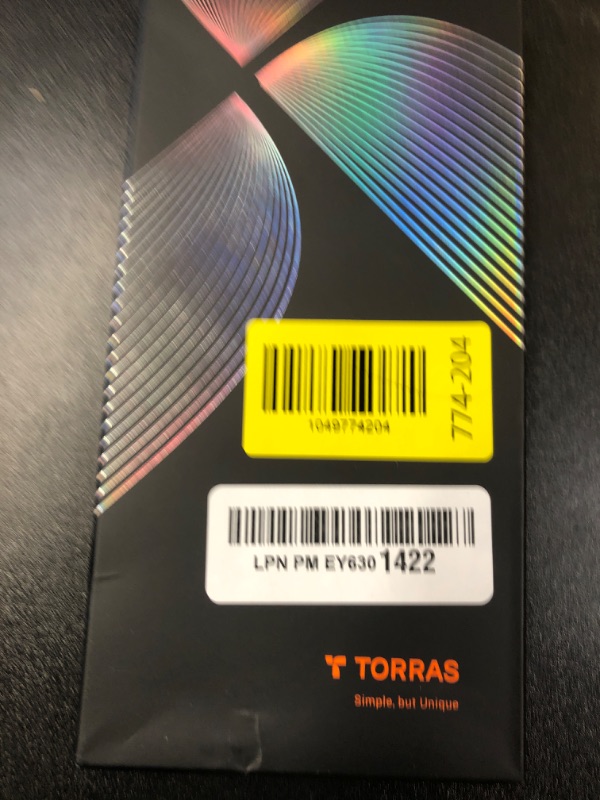 1049774204
774-204
LPN PM EY630 1422
TORRAS
Simple, but Unique